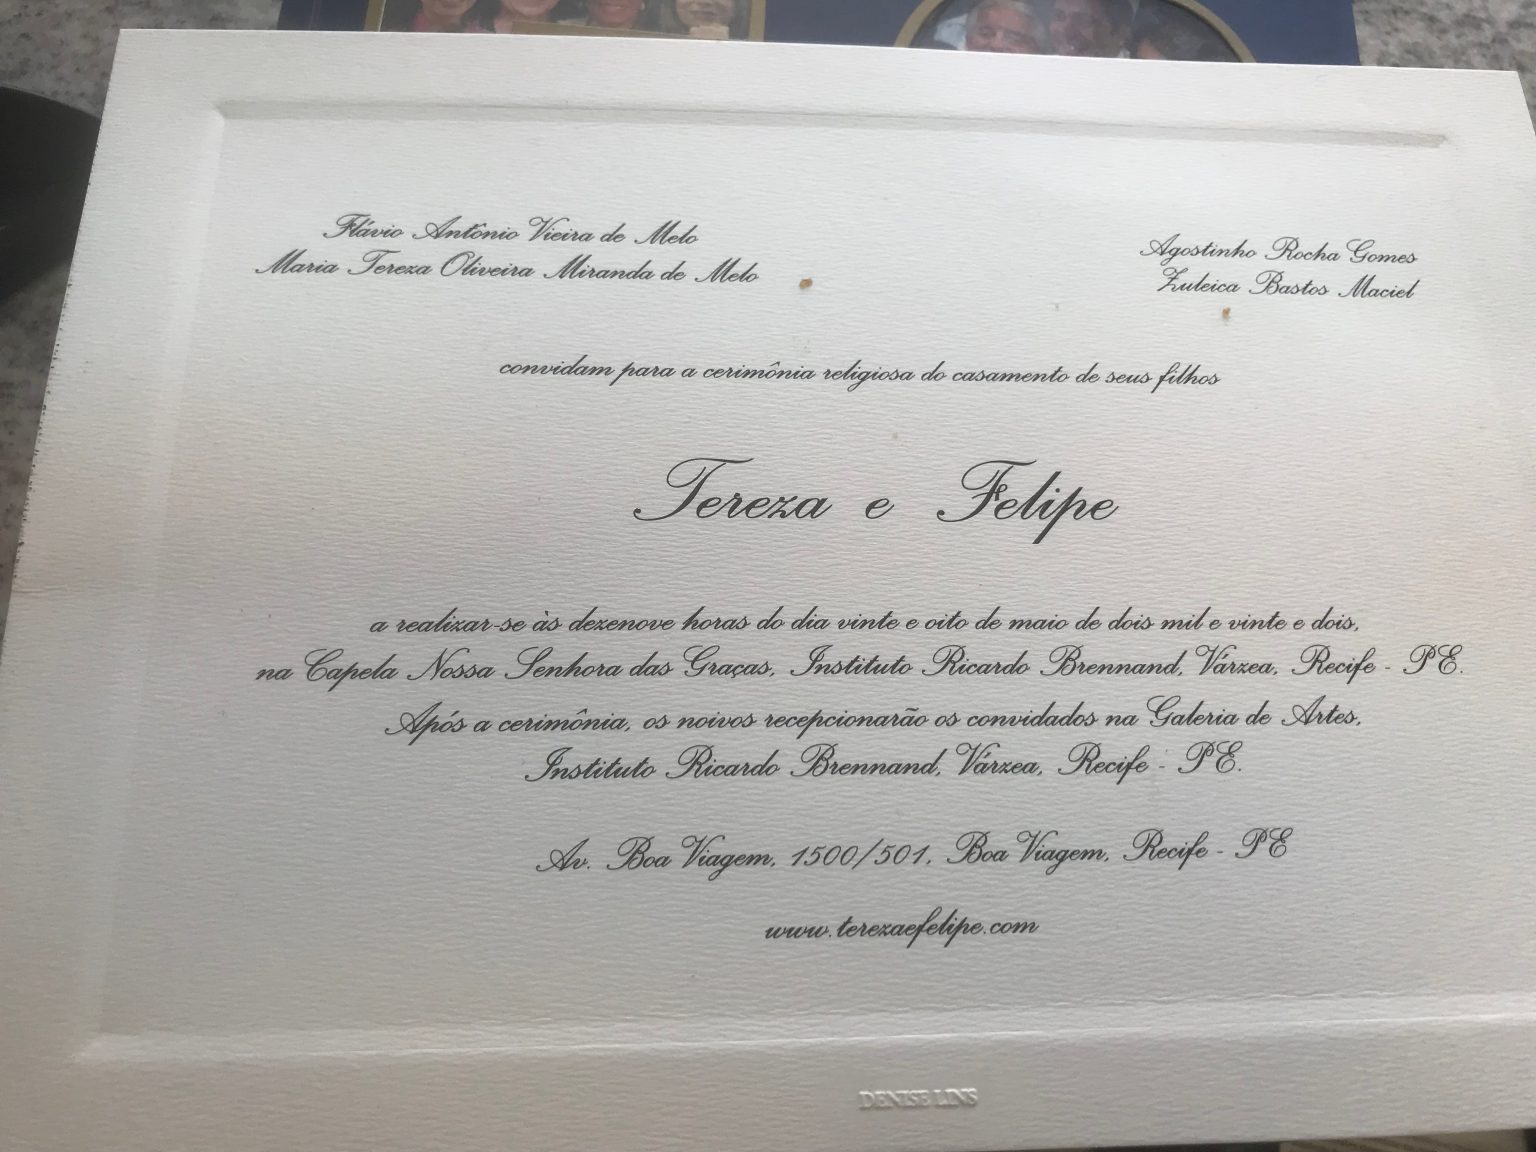 Flávio Antônio Vieira de Melo
Maria Tereza Oliveira Miranda de Melo
Agostinho Rocha Gomes
Zuleica Bastos Maciel
convidam para a cerimônia religiosa do casamento de seus filhos
Tereza e Felipe
a realizar-se às dezenove horas do dia vinte e oito de maio de dois mil e vinte e dois,
na Capela Nossa Senhora das Graças, Instituto Ricardo Brennand, Várzea, Recife - PE.
Após a cerimônia, os noivos recepcionarão os convidados na Galeria de Artes,
Instituto Ricardo Brennand, Várzea, Recife - PE.
Av. Boa Viagem, 1500/501, Boa Viagem, Recife - PE
www.terezaefelipe.com
DENISE LINS